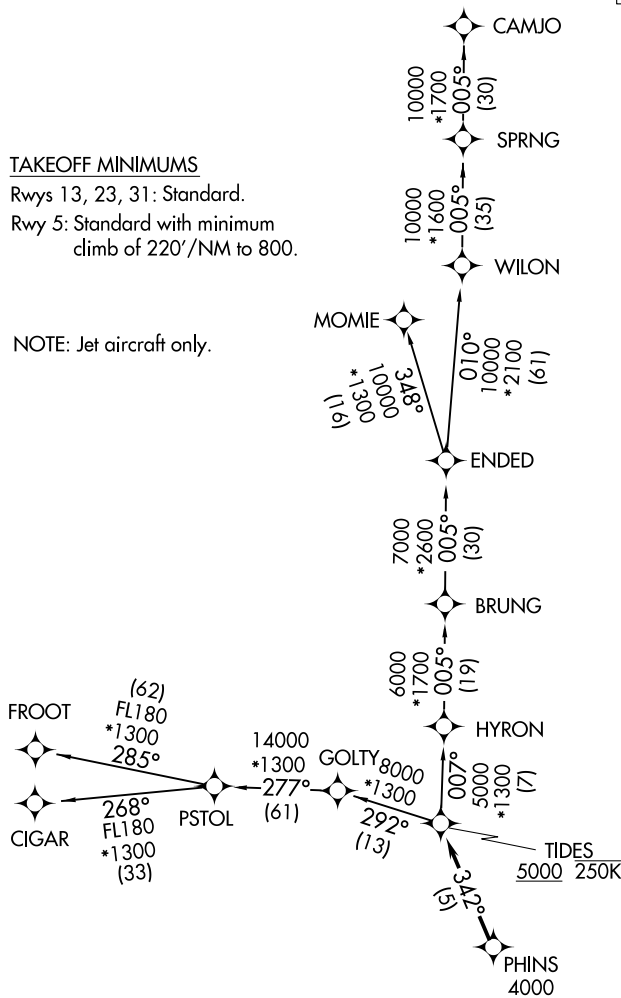 CAMJO
10000
*1700
005°
(30)
SPRNG
TAKEOFF MINIMUMS
Rwys 13, 23, 31: Standard.
Rwy 5: Standard with minimum
climb of 220'/NM to 800.
10000
*1600
005°
(35)
WILON
NOTE: Jet aircraft only.
MOMIE
348°
10000
*1300
(16)
010°
10000
*2100
(61)
ENDED
7000
*2600
005°
(30)
BRUNG
6000
*1700
005°
(19)
HYRON
FROOT
(62)
FL180
*1300
285°
CIGAR
268°
FL180
*1300
(33)
PSTOL
14000
*1300
277°
(61)
GOLTY
8000
*1300
292°
(13)
007°
5000
*1300
(7)
TIDES
5000 250K
342°
(5)
PHINS
4000